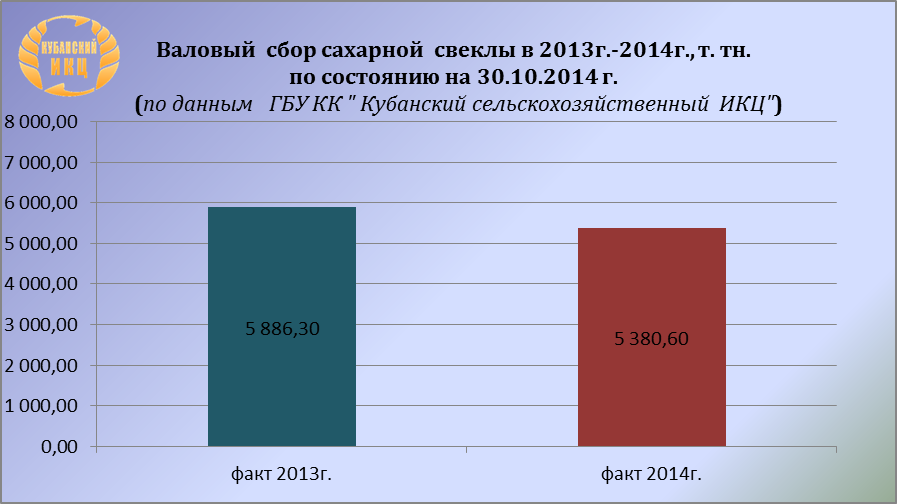 КУБАНСКИЙ
ИКЦ
Валовый сбор сахарной свеклы в 2013г.-2014г., т. тн.
по состоянию на 30.10.2014 г.
(по данным ГБУ КК " Кубанский сельскохозяйственный ИКЦ")
8 000,00
7 000,00
6 000,00
5 000,00
4 000,00
3 000,00
2 000,00
1 000,00
0,00
5 886,30
5 380,60
факт 2013г.
факт 2014г.